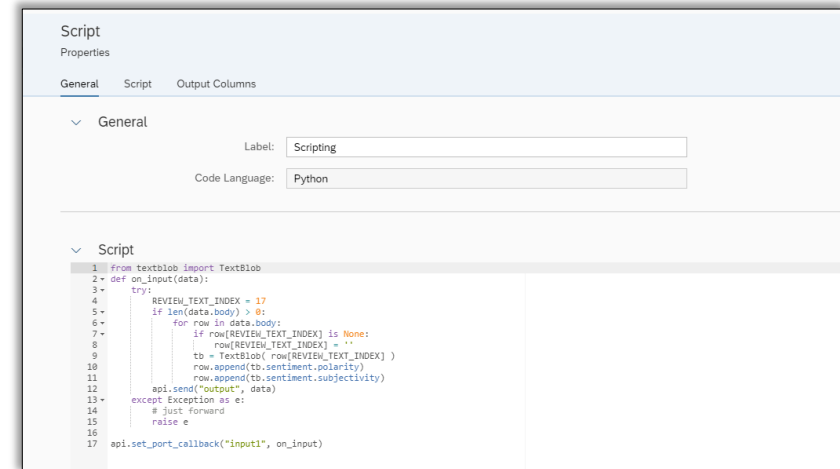 Script
Properties
General Script Output Columns
General
Label: Scripting
Code Language: Python
Script
1 from textblob import TextBlob
2 def on_input(data):
3     try:
4         REVIEW_TEXT_INDEX = 17
5         if len(data.body) > 0:
6             for row in data.body:
7                 if row[REVIEW_TEXT_INDEX] is None:
8                     row[REVIEW_TEXT_INDEX] = ''
9                 tb = TextBlob( row[REVIEW_TEXT_INDEX] )
10                 row.append(tb.sentiment.polarity)
11                 row.append(tb.sentiment.subjectivity)
12         api.send("output", data)
13     except Exception as e:
14         # just forward
15         raise e
16
17 api.set_port_callback("input1", on_input)